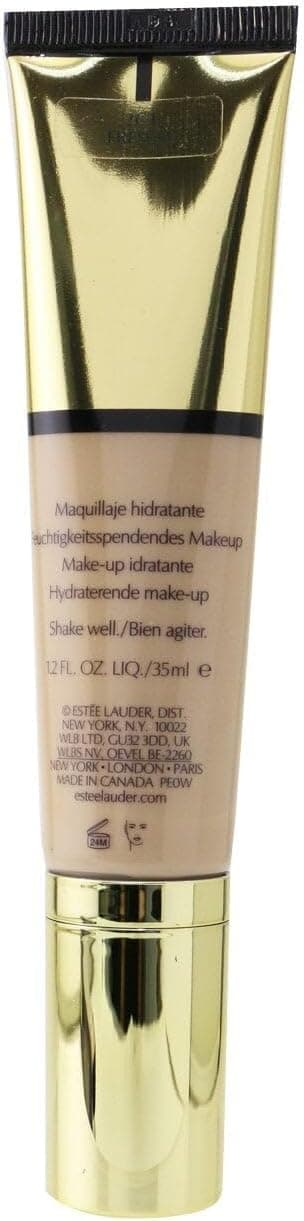 Maquillaje hidratante
Feuchtigkeitsspendendes Makeup
Make-up idratante
Hydraterende make-up
Shake well./Bien agiter.
1.2 FL. OZ. LIQ./35ml e
© ESTĒE LAUDER, DIST.
NEW YORK, N.Y. 10022
WLB LTD, GU32 3DD, UK
WLBS NV, OEVEL BE-2260
NEW YORK • LONDON • PARIS
MADE IN CANADA PE0W
esteelauder.com
24M